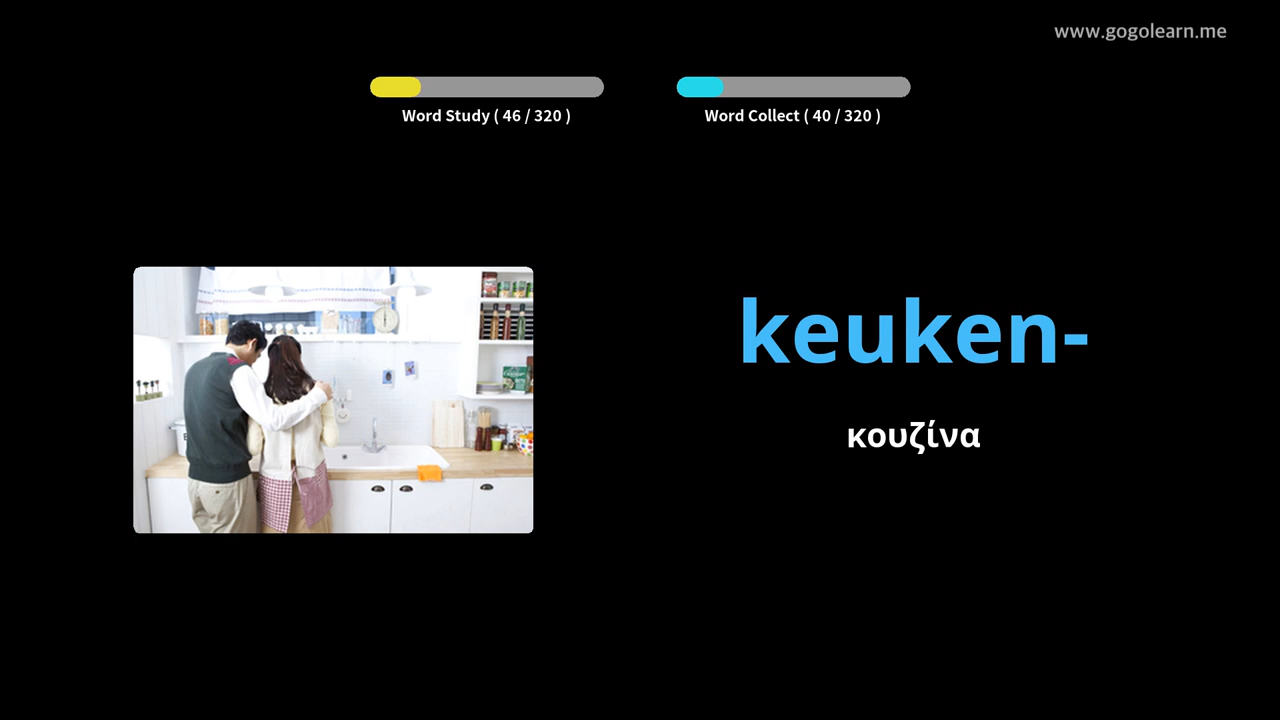 www.gogolearn.me
Word Study ( 46 / 320 )
Word Collect ( 40 / 320 )
keuken-
κουζίνα